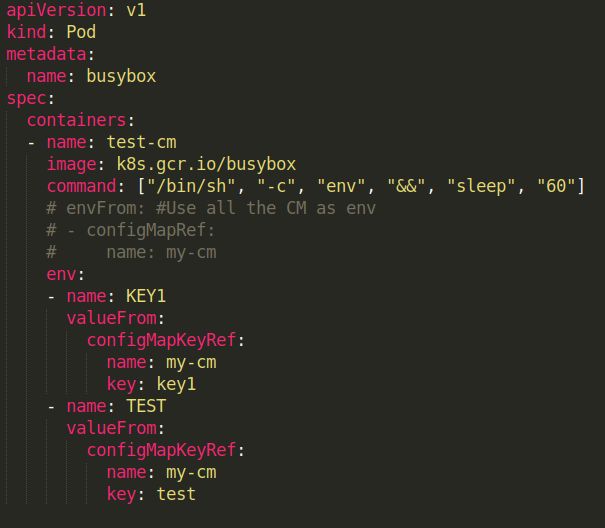 apiVersion: v1
kind: Pod
metadata:
  name: busybox
spec:
  containers:
  - name: test-cm
    image: k8s.gcr.io/busybox
    command: ["/bin/sh", "-c", "env", "&&", "sleep", "60"]
    # envFrom: #Use all the CM as env
    # - configMapRef:
    #     name: my-cm
    env:
    - name: KEY1
      valueFrom:
        configMapKeyRef:
          name: my-cm
          key: key1
    - name: TEST
      valueFrom:
        configMapKeyRef:
          name: my-cm
          key: test